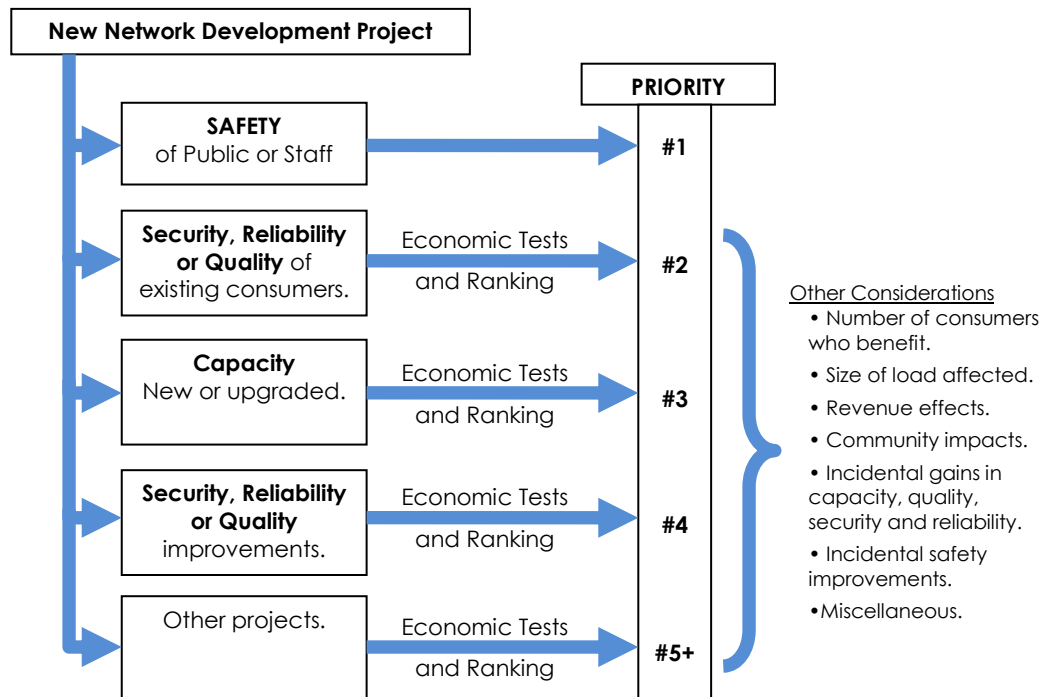 New Network Development Project
PRIORITY
SAFETY
of Public or Staff
#1
Security, Reliability
or Quality of
existing consumers.
Economic Tests
and Ranking
#2
Capacity
New or upgraded.
Economic Tests
and Ranking
#3
Security, Reliability
or Quality
improvements.
Economic Tests
and Ranking
#4
Other projects.
Economic Tests
and Ranking
#5+
Other Considerations
• Number of consumers
who benefit.
• Size of load affected.
• Revenue effects.
• Community impacts.
• Incidental gains in
capacity, quality,
security and reliability.
• Incidental safety
improvements.
•Miscellaneous.